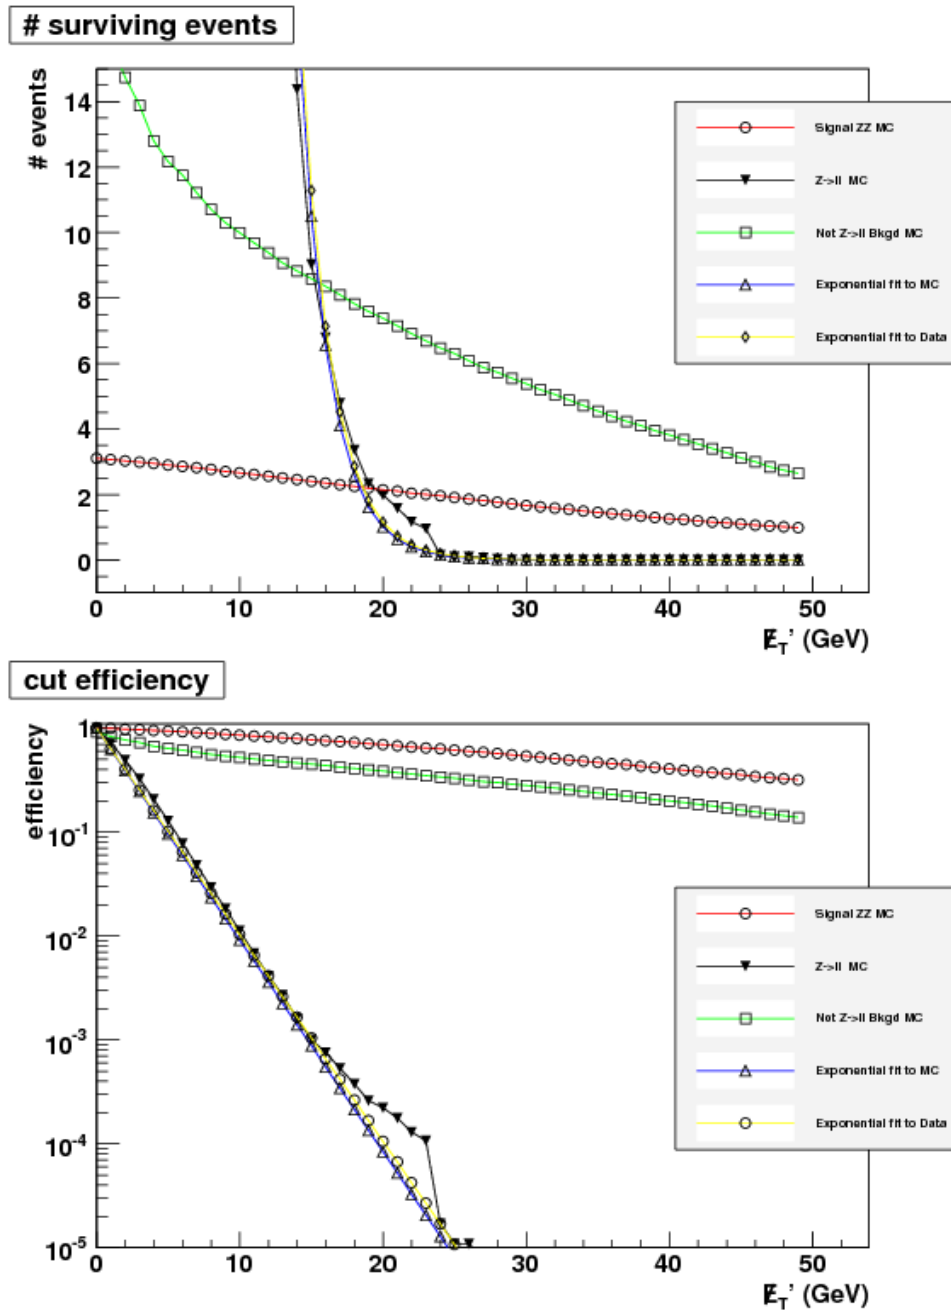 # surviving events
# events
14
12
10
8
6
4
2
0
0 10 20 30 40 50
E̸T' (GeV)
Signal ZZ MC
Z->ll MC
Not Z->ll Bkgd MC
Exponential fit to MC
Exponential fit to Data
cut efficiency
efficiency
1
10-1
10-2
10-3
10-4
10-5
0 10 20 30 40 50
E̸T' (GeV)
Signal ZZ MC
Z->ll MC
Not Z->ll Bkgd MC
Exponential fit to MC
Exponential fit to Data